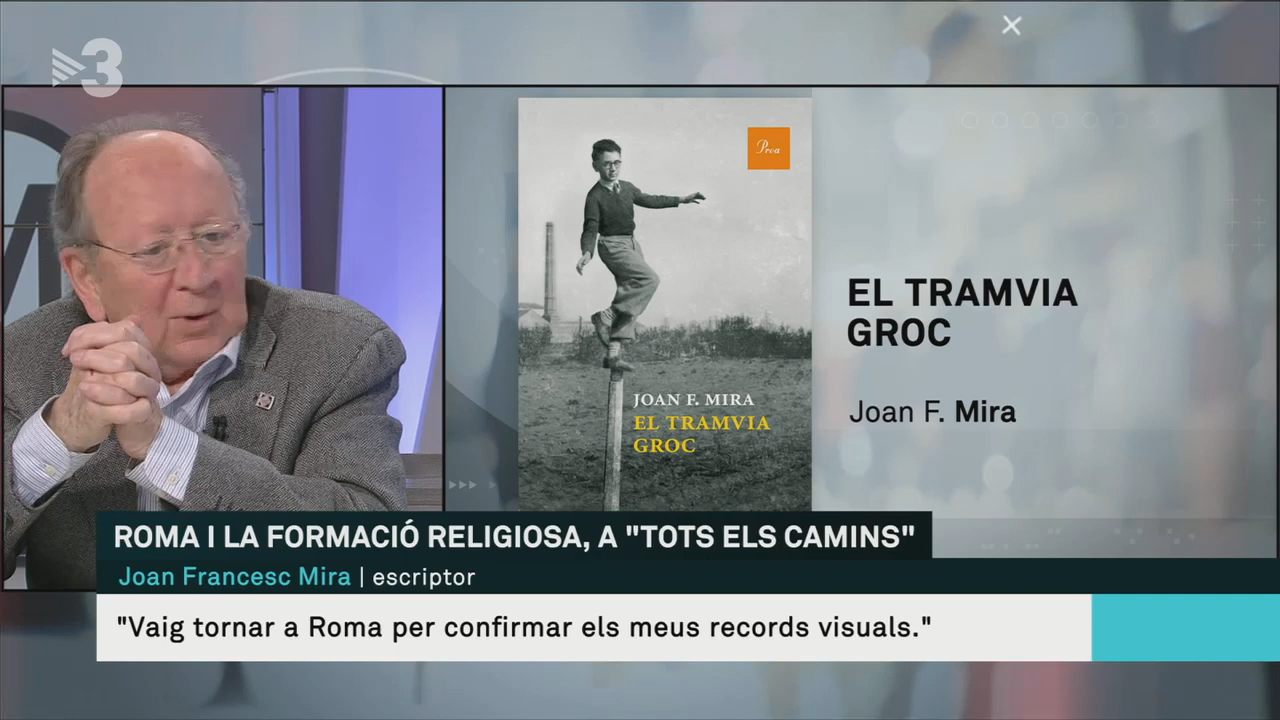 3
Proa
JOAN F. MIRA
EL TRAMVIA
GROC
EL TRAMVIA
GROC
Joan F. Mira
ROMA I LA FORMACIÓ RELIGIOSA, A "TOTS ELS CAMINS"
Joan Francesc Mira | escriptor
"Vaig tornar a Roma per confirmar els meus records visuals."